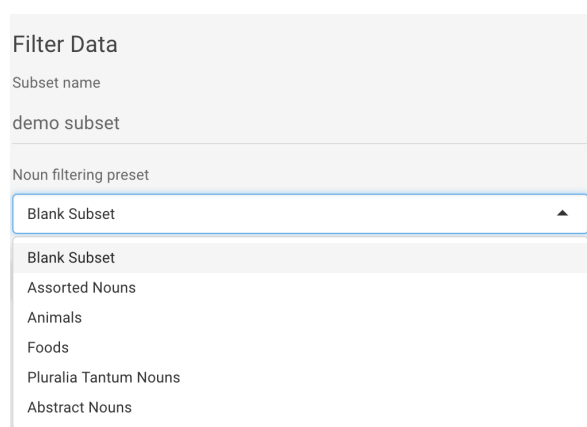 Filter Data
Subset name
demo subset
Noun filtering preset
Blank Subset
Blank Subset
Assorted Nouns
Animals
Foods
Pluralia Tantum Nouns
Abstract Nouns